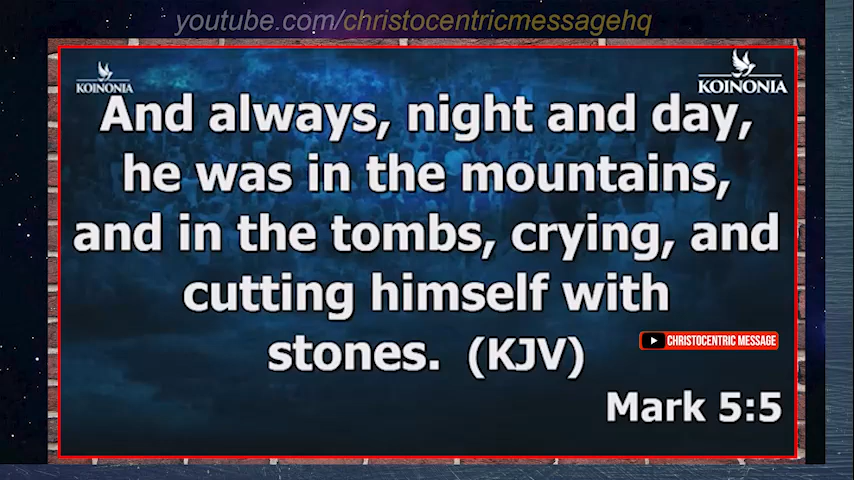 youtube.com/christocentricmessagehq
KOINONIA
KOINONIA
And always, night and day,
he was in the mountains,
and in the tombs, crying, and
cutting himself with
stones. (KJV)
CHRISTOCENTRIC MESSAGE
Mark 5:5